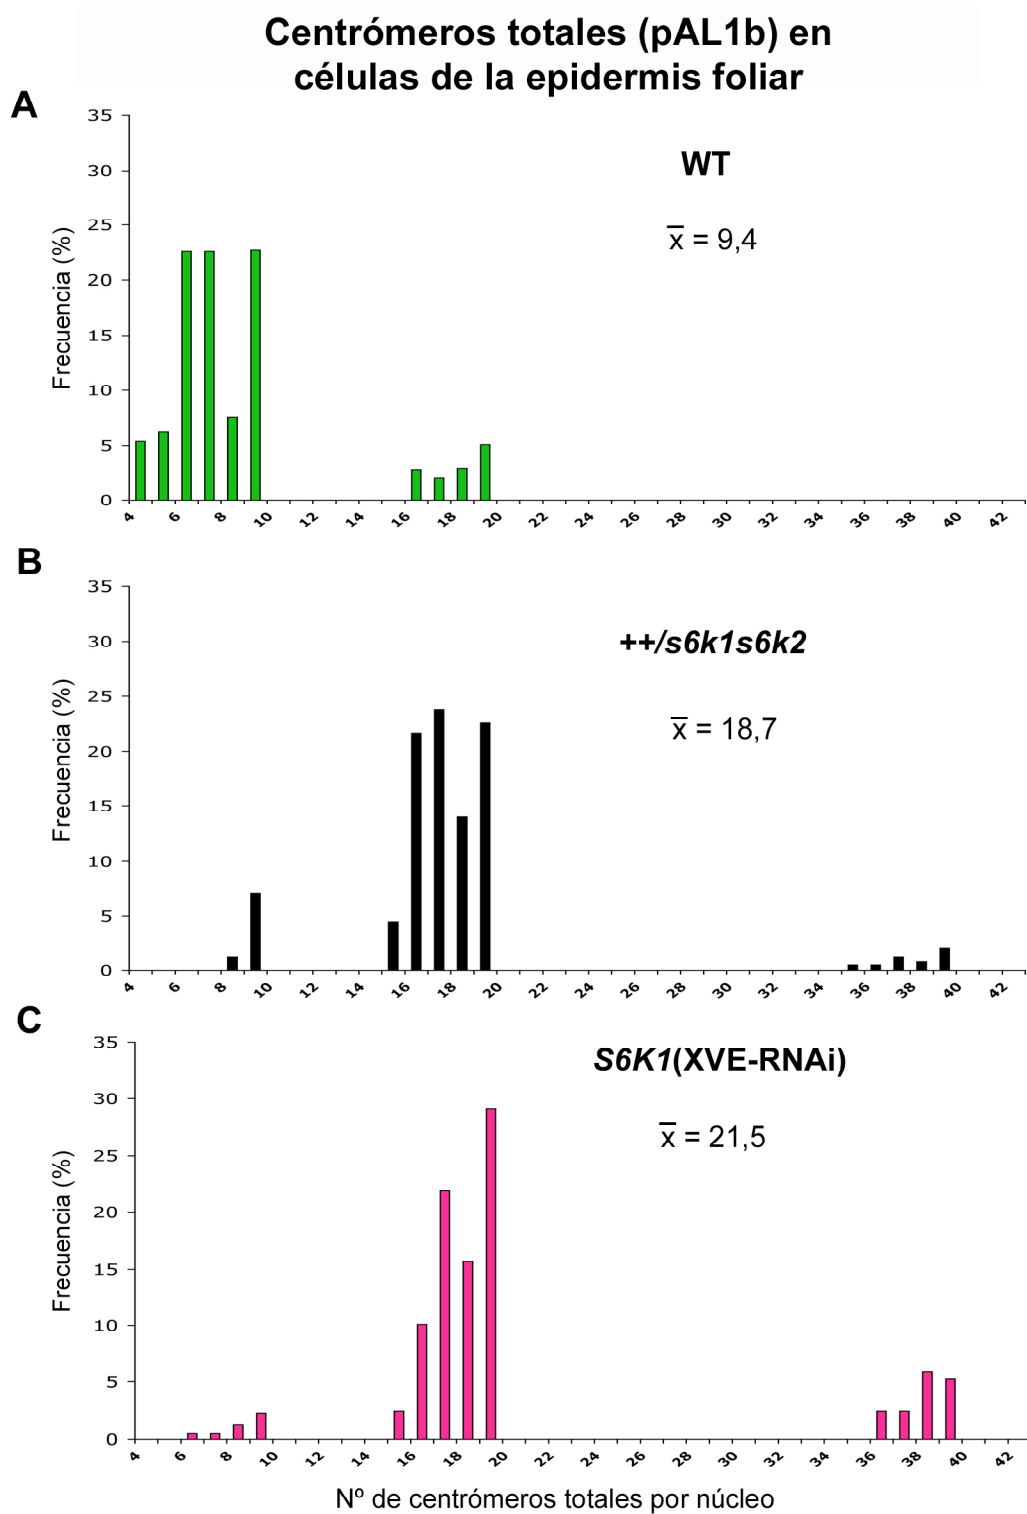 Centrómeros totales (pAL1b) en
células de la epidermis foliar
A
WT
x̅ = 9,4
Frecuencia (%)
35
30
25
20
15
10
5
0
4 6 8 10 12 14 16 18 20 22 24 26 28 30 32 34 36 38 40 42
B
++/s6k1s6k2
x̅ = 18,7
Frecuencia (%)
35
30
25
20
15
10
5
0
4 6 8 10 12 14 16 18 20 22 24 26 28 30 32 34 36 38 40 42
C
S6K1(XVE-RNAi)
x̅ = 21,5
Frecuencia (%)
35
30
25
20
15
10
5
0
4 6 8 10 12 14 16 18 20 22 24 26 28 30 32 34 36 38 40 42
Nº de centrómeros totales por núcleo